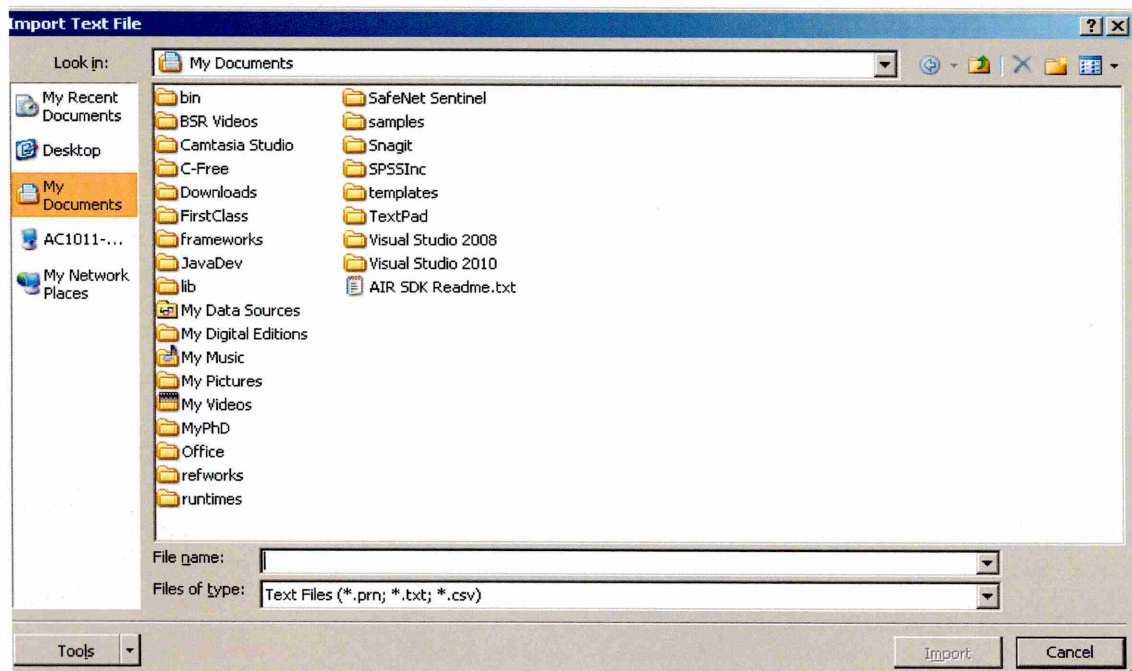 Import Text File
Look in:
My Documents
My Recent
Documents
Desktop
My
Documents
AC1011-...
My Network
Places
bin
BSR Videos
Camtasia Studio
C-Free
Downloads
FirstClass
frameworks
JavaDev
lib
My Data Sources
My Digital Editions
My Music
My Pictures
My Videos
MyPhD
Office
refworks
runtimes
SafeNet Sentinel
samples
Snagit
SPSSInc
templates
TextPad
Visual Studio 2008
Visual Studio 2010
AIR SDK Readme.txt
File name:
Files of type:
Text Files (*.prn; *.txt; *.csv)
Tools
Import
Cancel